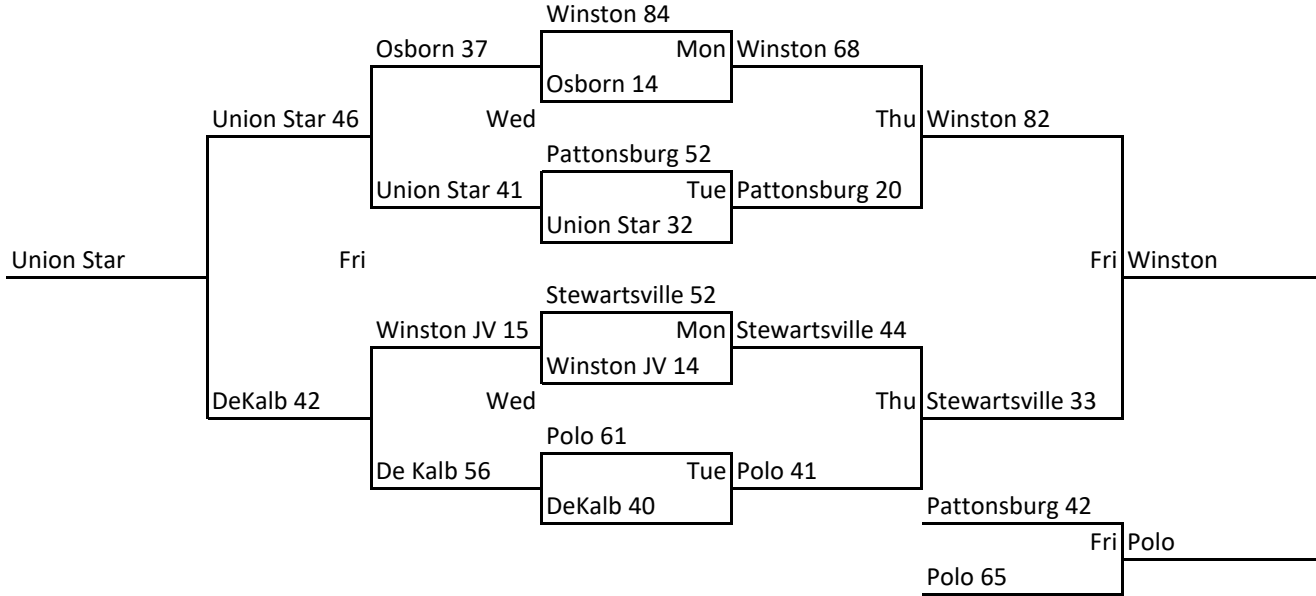 Winston 84
Osborn 37
Mon
Winston 68
Osborn 14
Union Star 46
Wed
Thu
Winston 82
Pattonsburg 52
Union Star 41
Tue
Pattonsburg 20
Union Star 32
Union Star
Fri
Fri
Winston
Stewartsville 52
Winston JV 15
Mon
Stewartsville 44
Winston JV 14
DeKalb 42
Wed
Thu
Stewartsville 33
Polo 61
De Kalb 56
Tue
Polo 41
DeKalb 40
Pattonsburg 42
Fri
Polo
Polo 65